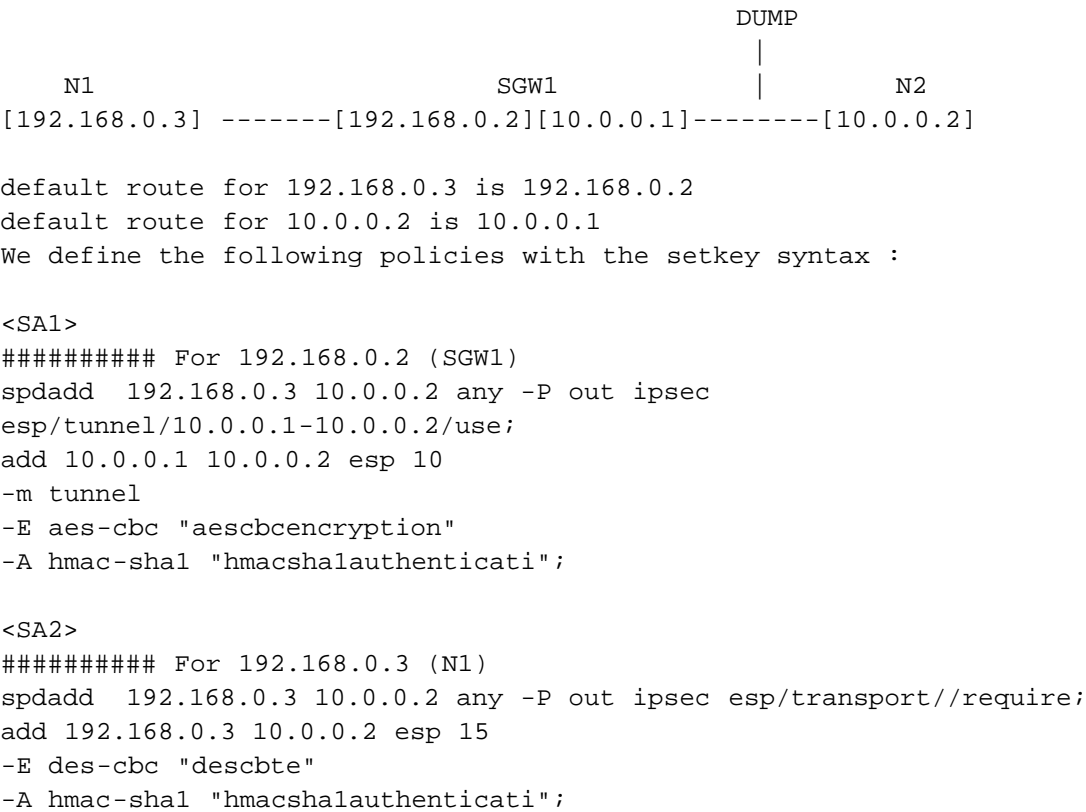 DUMP
|
N1 SGW1 | N2
[192.168.0.3] -------[192.168.0.2][10.0.0.1]--------[10.0.0.2]
default route for 192.168.0.3 is 192.168.0.2
default route for 10.0.0.2 is 10.0.0.1
We define the following policies with the setkey syntax :
<SA1>
########## For 192.168.0.2 (SGW1)
spdadd  192.168.0.3 10.0.0.2 any -P out ipsec
esp/tunnel/10.0.0.1-10.0.0.2/use;
add 10.0.0.1 10.0.0.2 esp 10
-m tunnel
-E aes-cbc "aescbcencryption"
-A hmac-sha1 "hmacsha1authenticati";
<SA2>
########## For 192.168.0.3 (N1)
spdadd  192.168.0.3 10.0.0.2 any -P out ipsec esp/transport//require;
add 192.168.0.3 10.0.0.2 esp 15
-E des-cbc "descbte"
-A hmac-sha1 "hmacsha1authenticati";